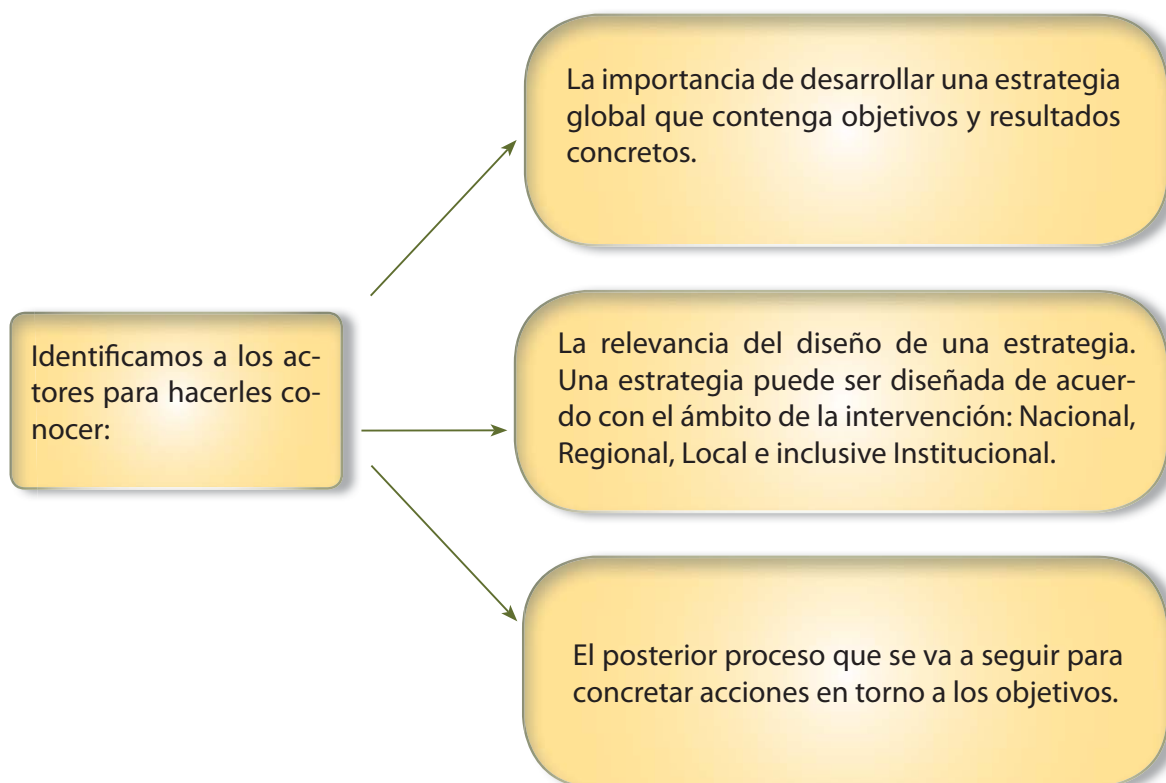 La importancia de desarrollar una estrategia
global que contenga objetivos y resultados
concretos.
Identificamos a los ac-
tores para hacerles co-
nocer:
La relevancia del diseño de una estrategia.
Una estrategia puede ser diseñada de acuer-
do con el ámbito de la intervención: Nacional,
Regional, Local e inclusive Institucional.
El posterior proceso que se va a seguir para
concretar acciones en torno a los objetivos.